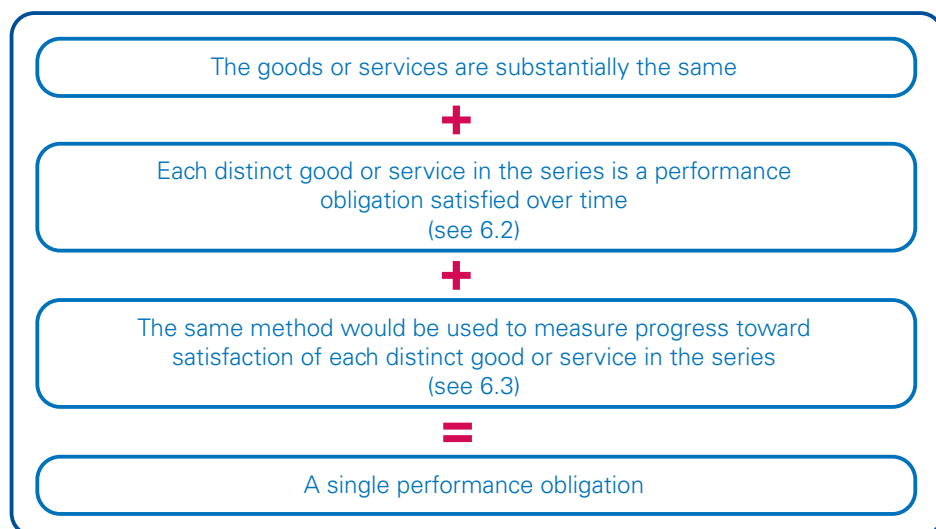 The goods or services are substantially the same
+
Each distinct good or service in the series is a performance
obligation satisfied over time
(see 6.2)
+
The same method would be used to measure progress toward
satisfaction of each distinct good or service in the series
(see 6.3)
=
A single performance obligation